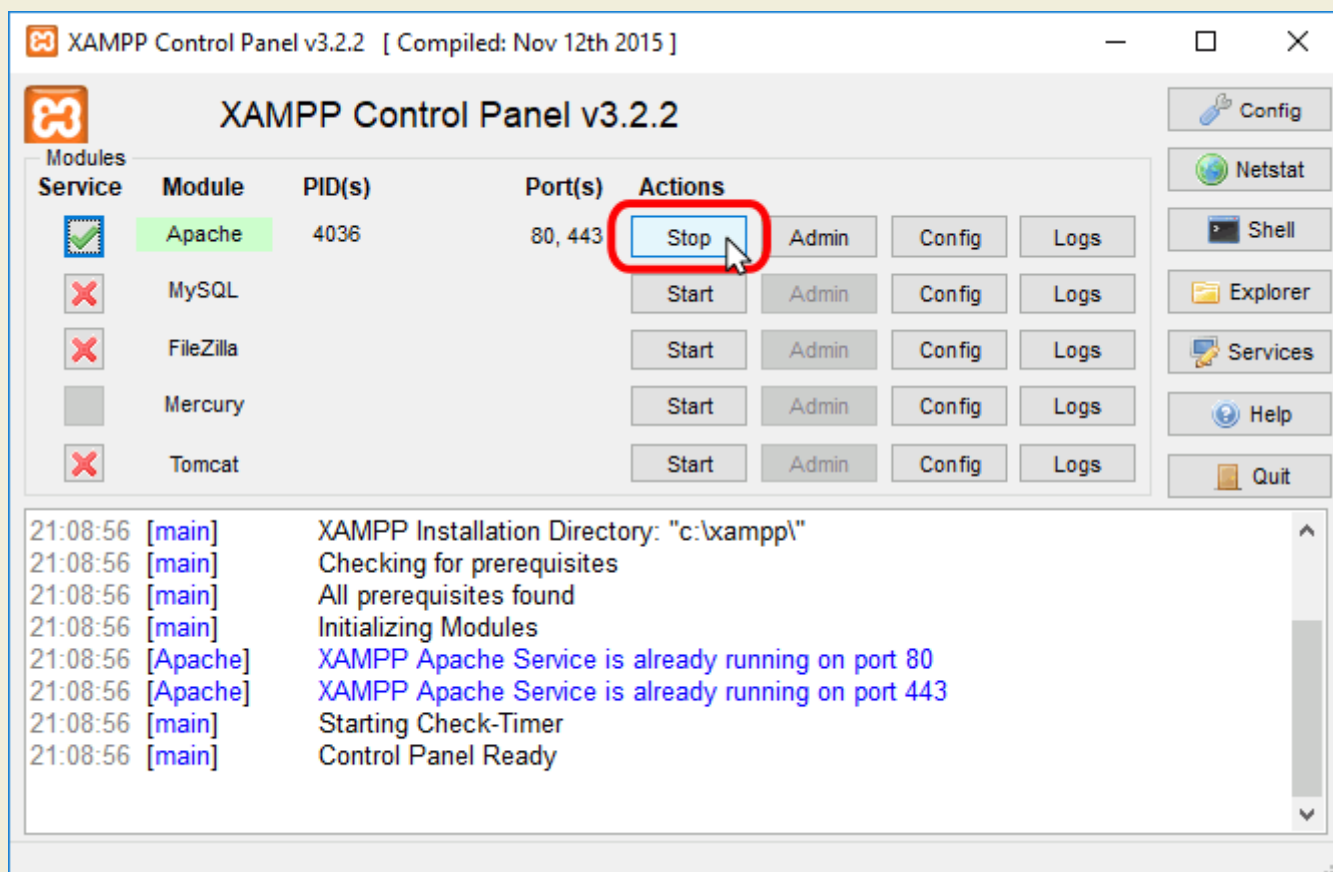 XAMPP Control Panel v3.2.2 [ Compiled: Nov 12th 2015 ]
XAMPP Control Panel v3.2.2
Config
Modules
Service Module PID(s) Port(s) Actions
Netstat
Apache 4036 80, 443 Stop Admin Config Logs
Shell
MySQL Start Admin Config Logs
Explorer
FileZilla Start Admin Config Logs
Services
Mercury Start Admin Config Logs
Help
Tomcat Start Admin Config Logs
Quit
21:08:56 [main] XAMPP Installation Directory: "c:\xampp\"
21:08:56 [main] Checking for prerequisites
21:08:56 [main] All prerequisites found
21:08:56 [main] Initializing Modules
21:08:56 [Apache] XAMPP Apache Service is already running on port 80
21:08:56 [Apache] XAMPP Apache Service is already running on port 443
21:08:56 [main] Starting Check-Timer
21:08:56 [main] Control Panel Ready